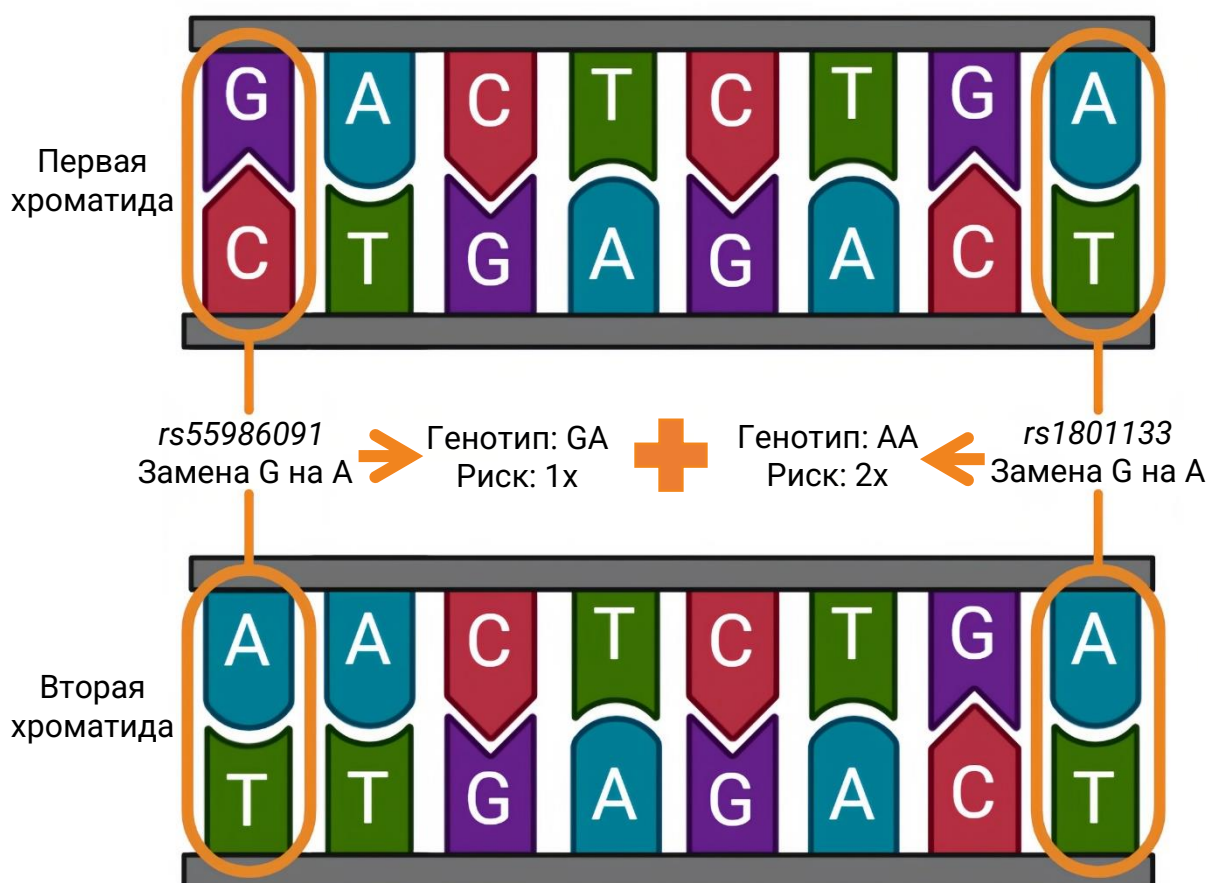 G A C T C T G A
Первая
хроматида
C T G A G A C T
rs55986091
Замена G на A
Генотип: GA
Риск: 1x
Генотип: AA
Риск: 2x
rs1801133
Замена G на A
A A C T C T G A
Вторая
хроматида
T T G A G A C T